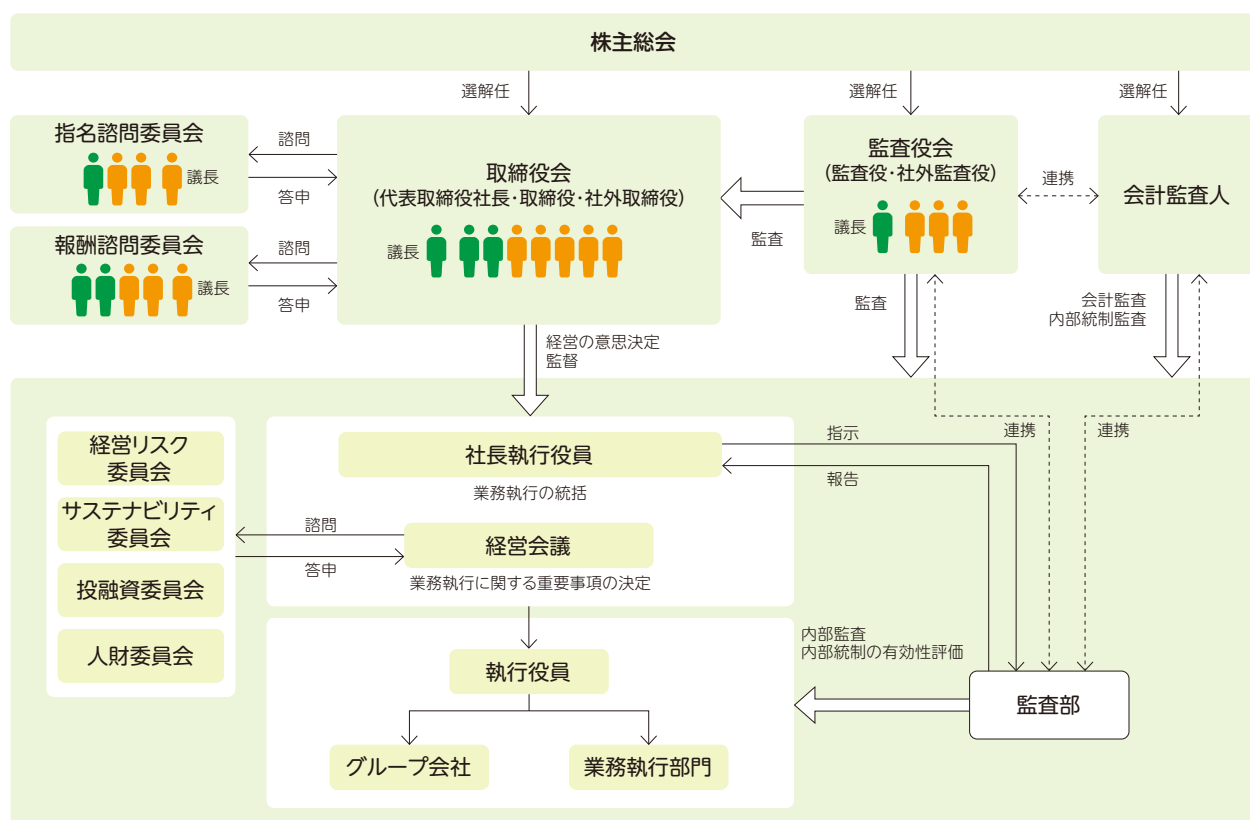 株主総会
選解任
選解任
選解任
指名諮問委員会
議長
諮問
答申
報酬諮問委員会
議長
諮問
答申
取締役会
(代表取締役社長・取締役・社外取締役)
議長
監査
監査役会
(監査役・社外監査役)
議長
連携
会計監査人
経営の意思決定
監督
監査
会計監査
内部統制監査
経営リスク
委員会
サステナビリティ
委員会
投融資委員会
人財委員会
諮問
答申
社長執行役員
業務執行の統括
経営会議
業務執行に関する重要事項の決定
指示
報告
連携
連携
執行役員
グループ会社
業務執行部門
内部監査
内部統制の有効性評価
監査部